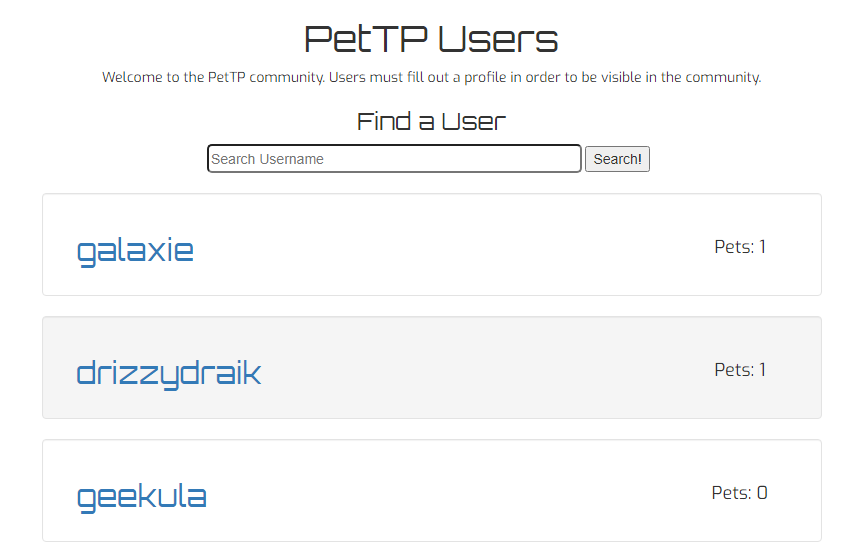 PetTP Users
Welcome to the PetTP community. Users must fill out a profile in order to be visible in the community.
Find a User
Search Username Search!
galaxie Pets: 1
drizzydraik Pets: 1
geekula Pets: 0